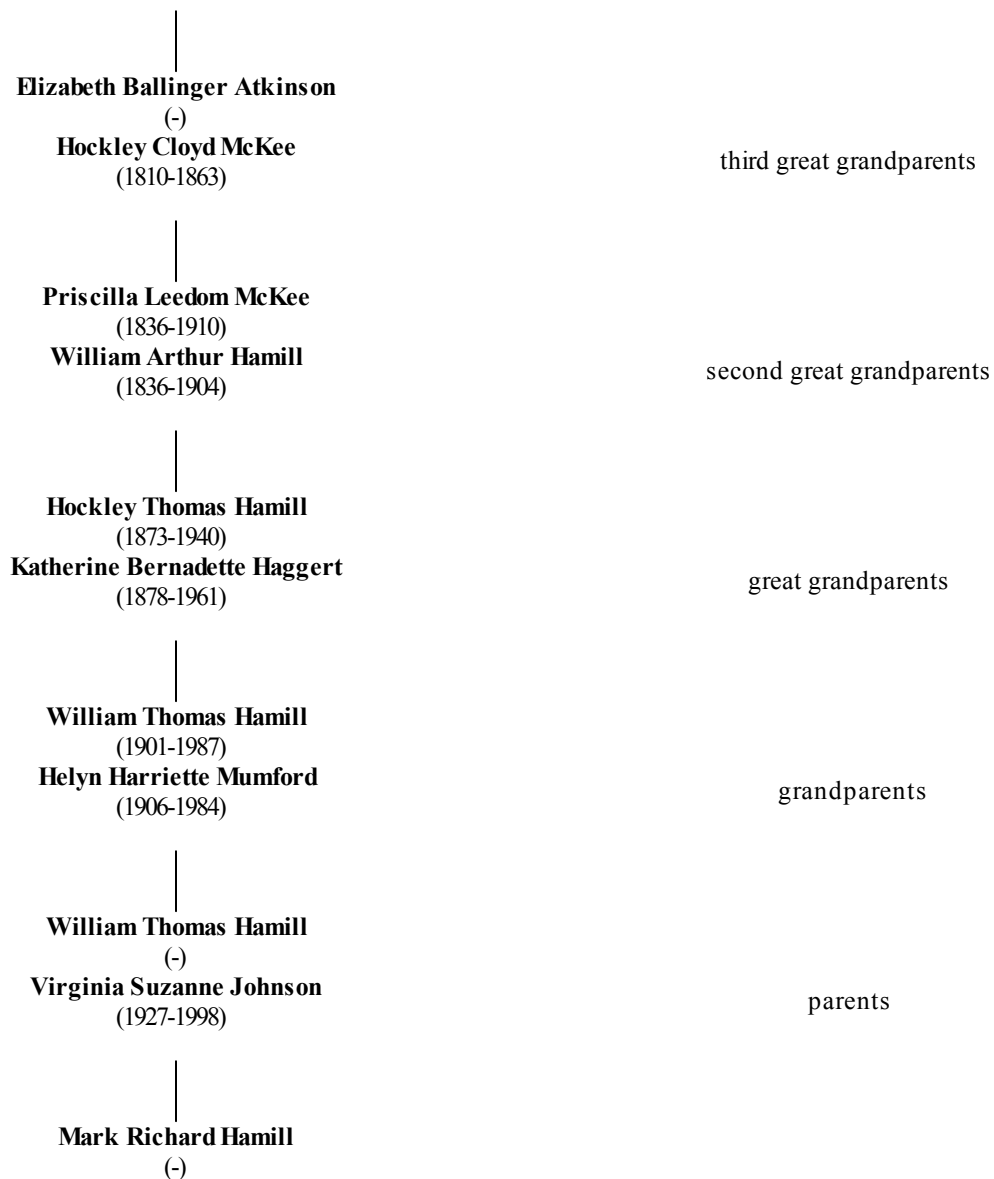 Elizabeth Ballinger Atkinson
(-)
Hockley Cloyd McKee
(1810-1863)
third great grandparents
Priscilla Leedom McKee
(1836-1910)
William Arthur Hamill
(1836-1904)
second great grandparents
Hockley Thomas Hamill
(1873-1940)
Katherine Bernadette Haggert
(1878-1961)
great grandparents
William Thomas Hamill
(1901-1987)
Helyn Harriette Mumford
(1906-1984)
grandparents
William Thomas Hamill
(-)
Virginia Suzanne Johnson
(1927-1998)
parents
Mark Richard Hamill
(-)